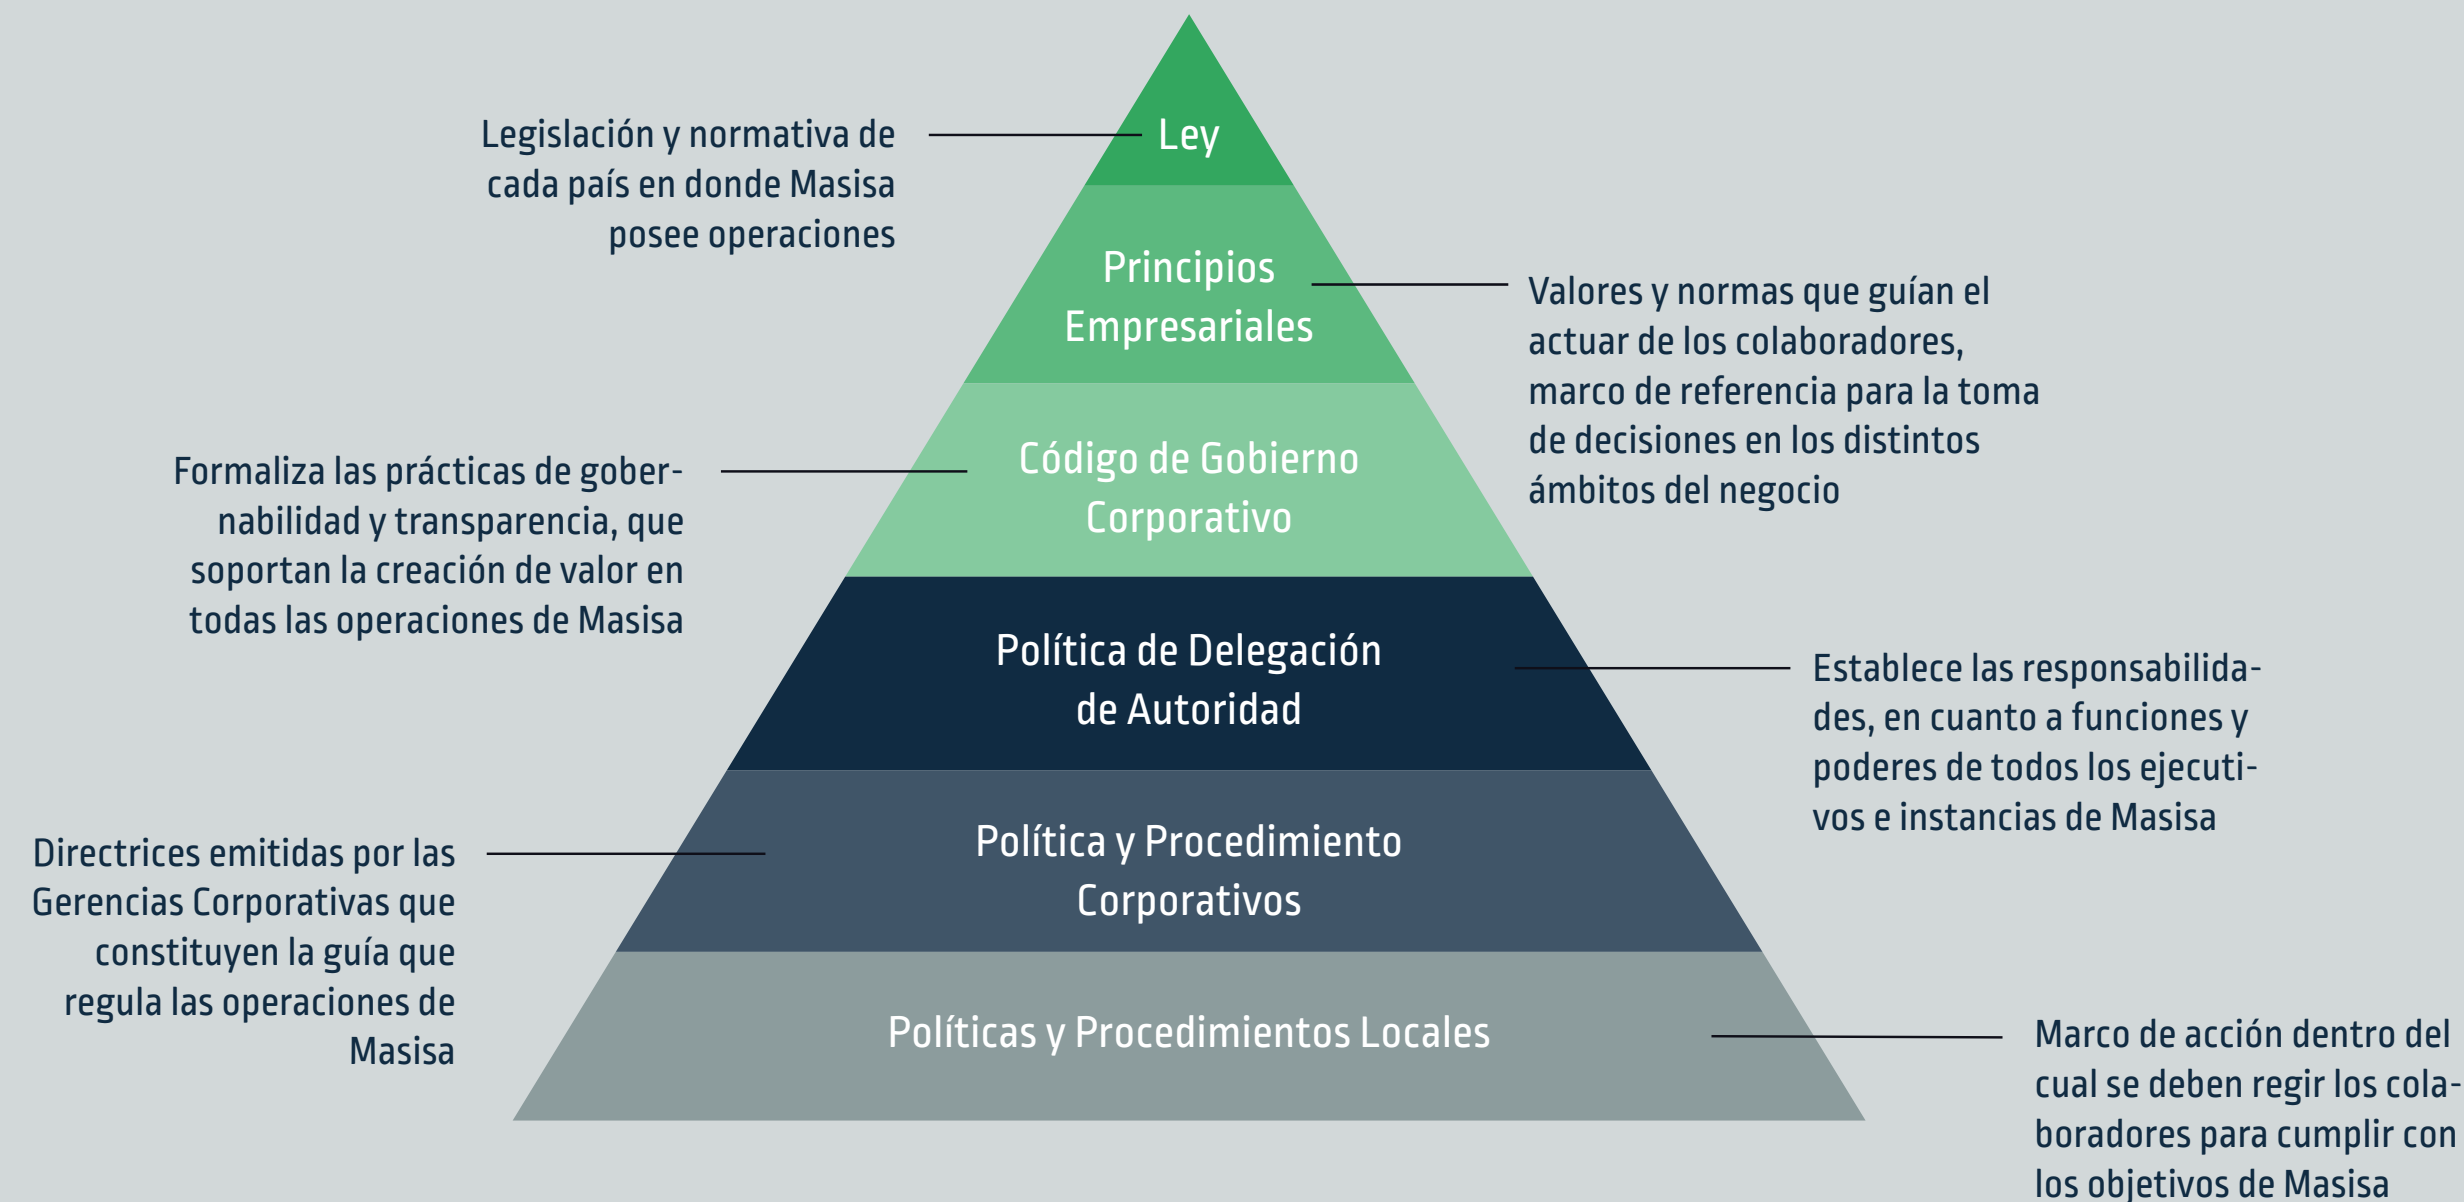 Ley
Legislación y normativa de
cada país en donde Masisa
posee operaciones
Principios
Empresariales
Valores y normas que guían el
actuar de los colaboradores,
marco de referencia para la toma
de decisiones en los distintos
ámbitos del negocio
Código de Gobierno
Corporativo
Formaliza las prácticas de gober-
nabilidad y transparencia, que
soportan la creación de valor en
todas las operaciones de Masisa
Política de Delegación
de Autoridad
Establece las responsabilida-
des, en cuanto a funciones y
poderes de todos los ejecuti-
vos e instancias de Masisa
Política y Procedimiento
Corporativos
Directrices emitidas por las
Gerencias Corporativas que
constituyen la guía que
regula las operaciones de
Masisa
Políticas y Procedimientos Locales
Marco de acción dentro del
cual se deben regir los cola-
boradores para cumplir con
los objetivos de Masisa